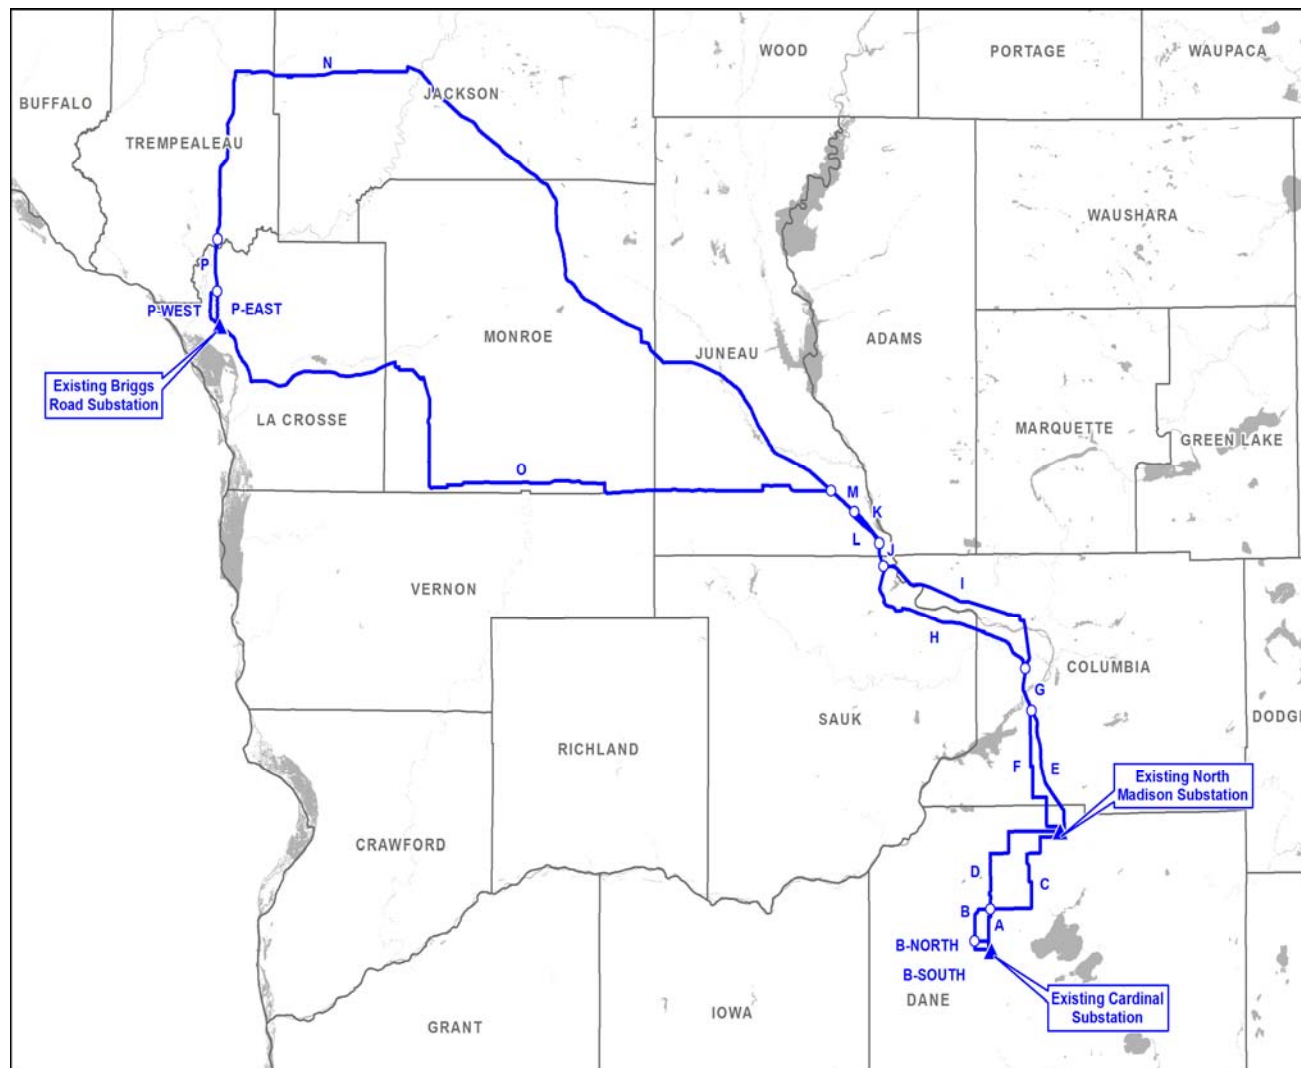 WOOD
PORTAGE
WAUPACA
N
BUFFALO
JACKSON
TREMPEALEAU
WAUSHARA
P
P-WEST
P-EAST
MONROE
JUNEAU
ADAMS
Existing Briggs
Road Substation
LA CROSSE
MARQUETTE
GREEN LAKE
O
M
K
L
J
VERNON
I
H
COLUMBIA
G
SAUK
DODG
RICHLAND
F
E
Existing North
Madison Substation
CRAWFORD
D
C
B
A
B-NORTH
B-SOUTH
DANE
Existing Cardinal
Substation
IOWA
GRANT